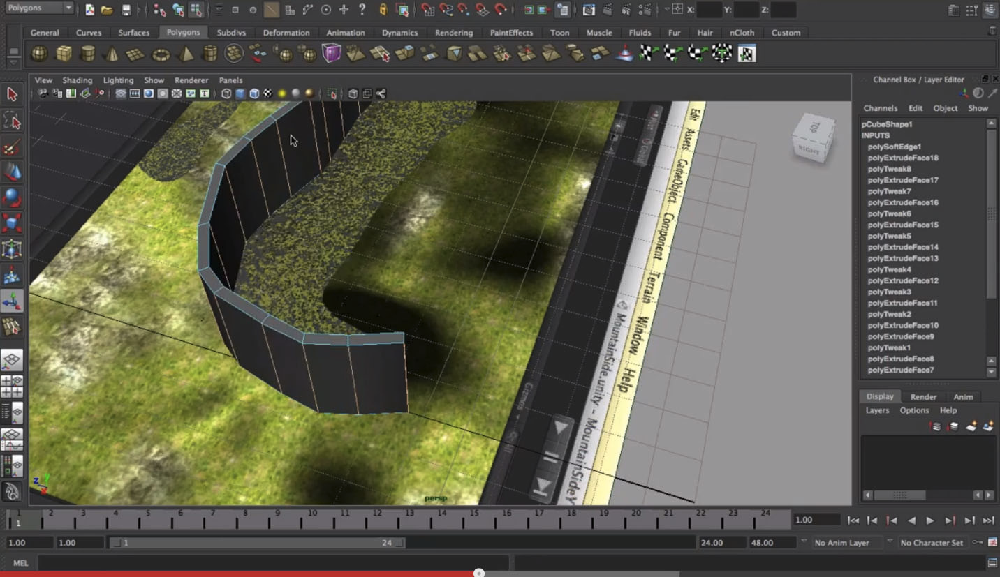 Polygons
X:
Y:
Z:
General Curves Surfaces Polygons Subdivs Deformation Animation Dynamics Rendering PaintEffects Toon Muscle Fluids Fur Hair nCloth Custom
View Shading Lighting Show Renderer Panels
T
Channel Box / Layer Editor
Channels Edit Object Show
pCubeShape1
INPUTS
polySoftEdge1
polyExtrudeFace18
polyTweak8
polyExtrudeFace17
polyTweak7
polyExtrudeFace16
polyTweak6
polyExtrudeFace15
polyTweak5
polyExtrudeFace14
polyExtrudeFace13
polyTweak4
polyExtrudeFace12
polyTweak3
polyExtrudeFace11
polyTweak2
polyExtrudeFace10
polyExtrudeFace9
polyTweak1
polyExtrudeFace8
polyExtrudeFace7
TOP
RIGHT
Edit Assets GameObject Component Terrain Window Help
MountainSide.unity - MountainSide
Gizmos
z y x
persp
Display Render Anim
Layers Options Help
1 2 3 4 5 6 7 8 9 10 11 12 13 14 15 16 17 18 19 20 21 22 23 24
1
1.00
1.00 1.00 1 24 24.00 48.00 No Anim Layer No Character Set
MEL